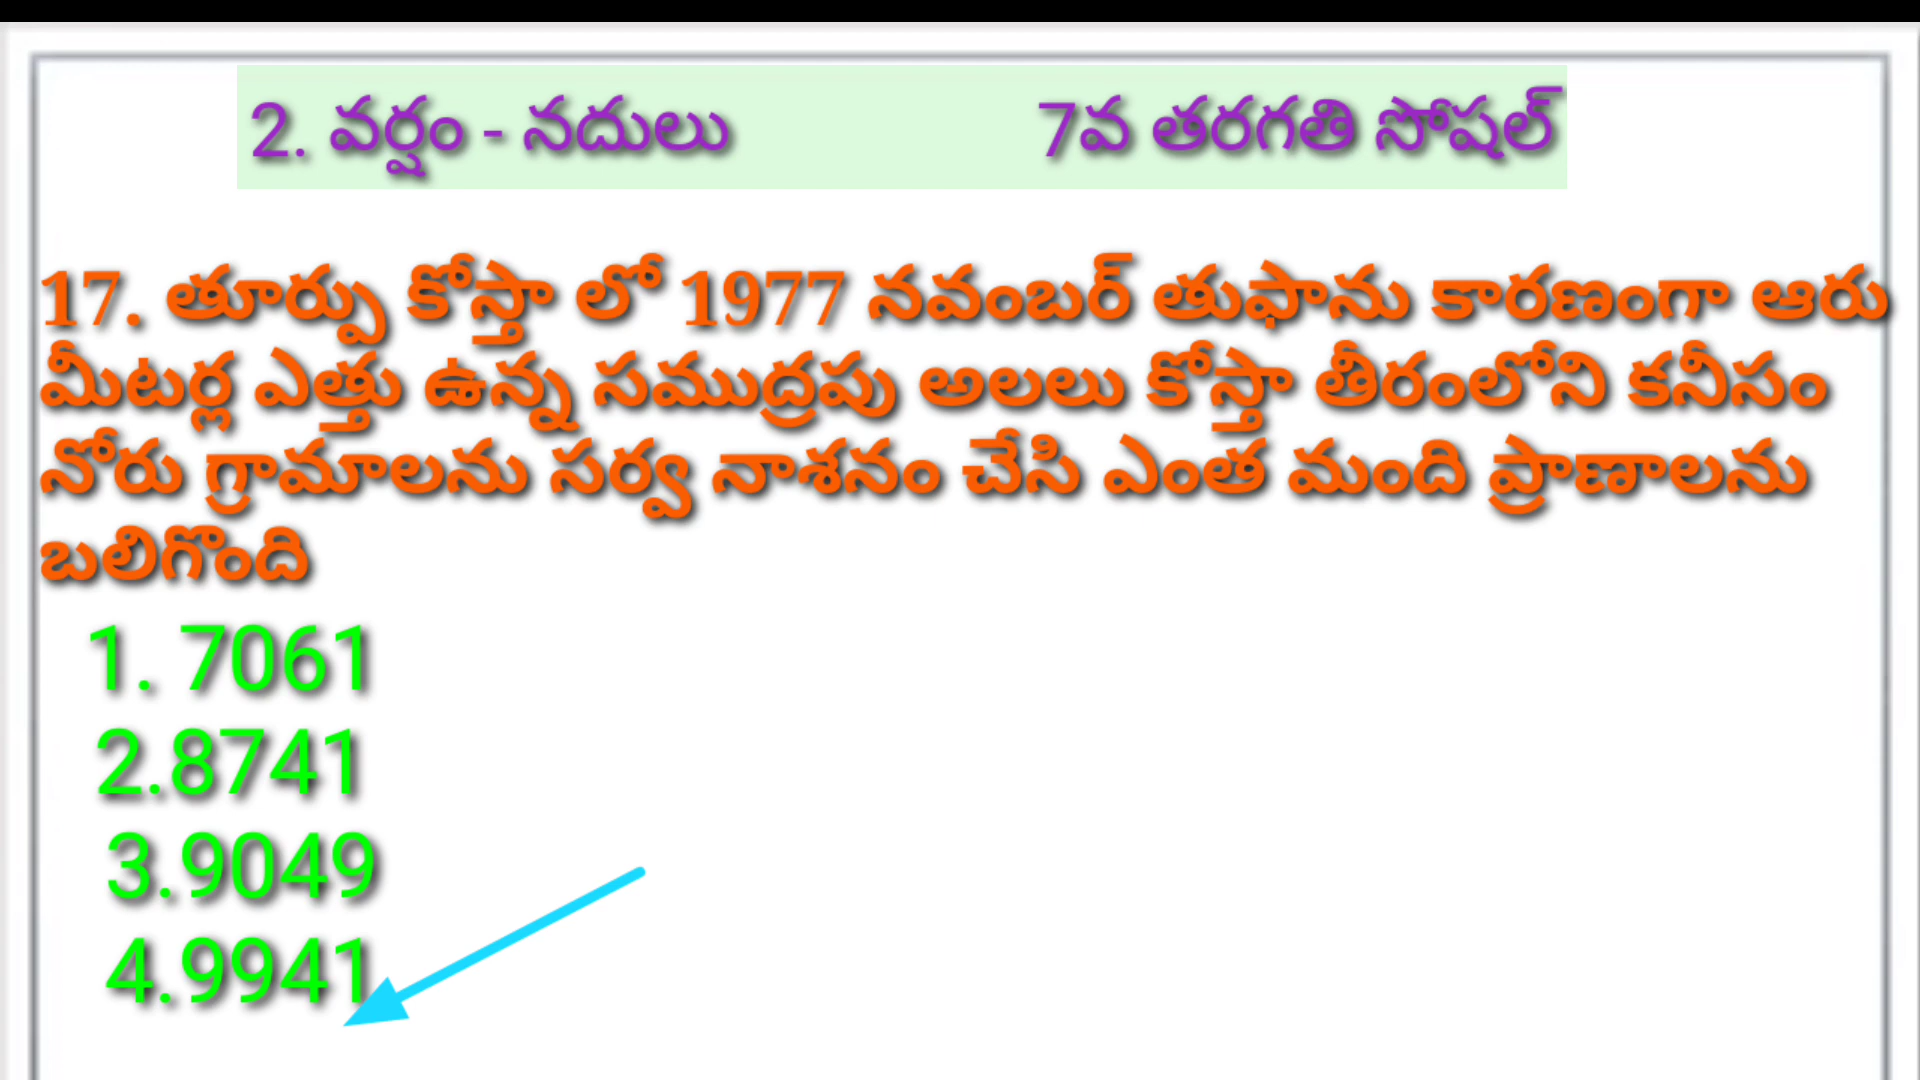 2. వర్షం - నదులు 7వ తరగతి సోషల్
17. తూర్పు కోస్తా లో 1977 నవంబర్ తుఫాను కారణంగా ఆరు
మీటర్ల ఎత్తు ఉన్న సముద్రపు అలలు కోస్తా తీరంలోని కనీసం
నోరు గ్రామాలను సర్వ నాశనం చేసి ఎంత మంది ప్రాణాలను
బలిగొంది
1. 7061
2.8741
3.9049
4.9941